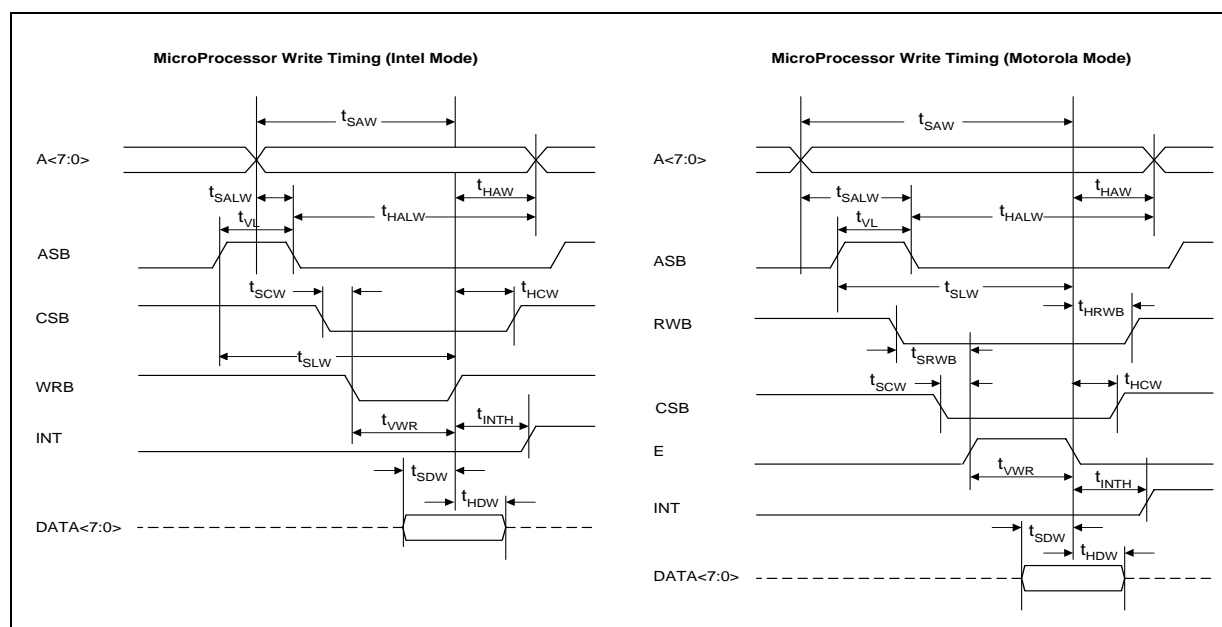 MicroProcessor Write Timing (Intel Mode)
tSAW
A<7:0>
tSALW
tHAW
tVL
tHALW
ASB
tSCW
tHCW
CSB
tSLW
WRB
tVWR
tINTH
INT
tSDW
tHDW
DATA<7:0>
MicroProcessor Write Timing (Motorola Mode)
tSAW
A<7:0>
tSALW
tHAW
tVL
tHALW
ASB
tSLW
tHRWB
RWB
tSRWB
tSCW
tHCW
CSB
E
tVWR
tINTH
INT
tSDW
tHDW
DATA<7:0>